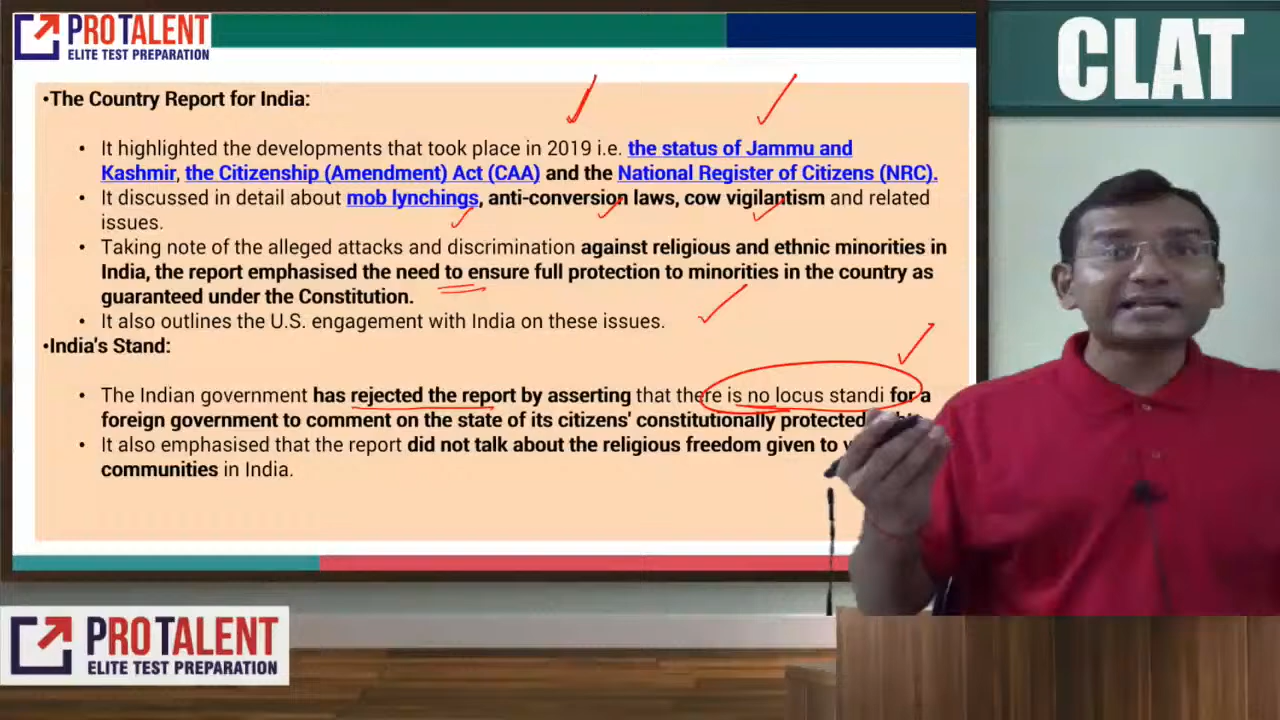 PROTALENT
ELITE TEST PREPARATION
CLAT
•The Country Report for India:
• It highlighted the developments that took place in 2019 i.e. the status of Jammu and
Kashmir, the Citizenship (Amendment) Act (CAA) and the National Register of Citizens (NRC).
• It discussed in detail about mob lynchings, anti-conversion laws, cow vigilantism and related
issues.
• Taking note of the alleged attacks and discrimination against religious and ethnic minorities in
India, the report emphasised the need to ensure full protection to minorities in the country as
guaranteed under the Constitution.
• It also outlines the U.S. engagement with India on these issues.
•India's Stand:
• The Indian government has rejected the report by asserting that there is no locus standi for a
foreign government to comment on the state of its citizens' constitutionally protected
• It also emphasised that the report did not talk about the religious freedom given to
communities in India.
PROTALENT
ELITE TEST PREPARATION